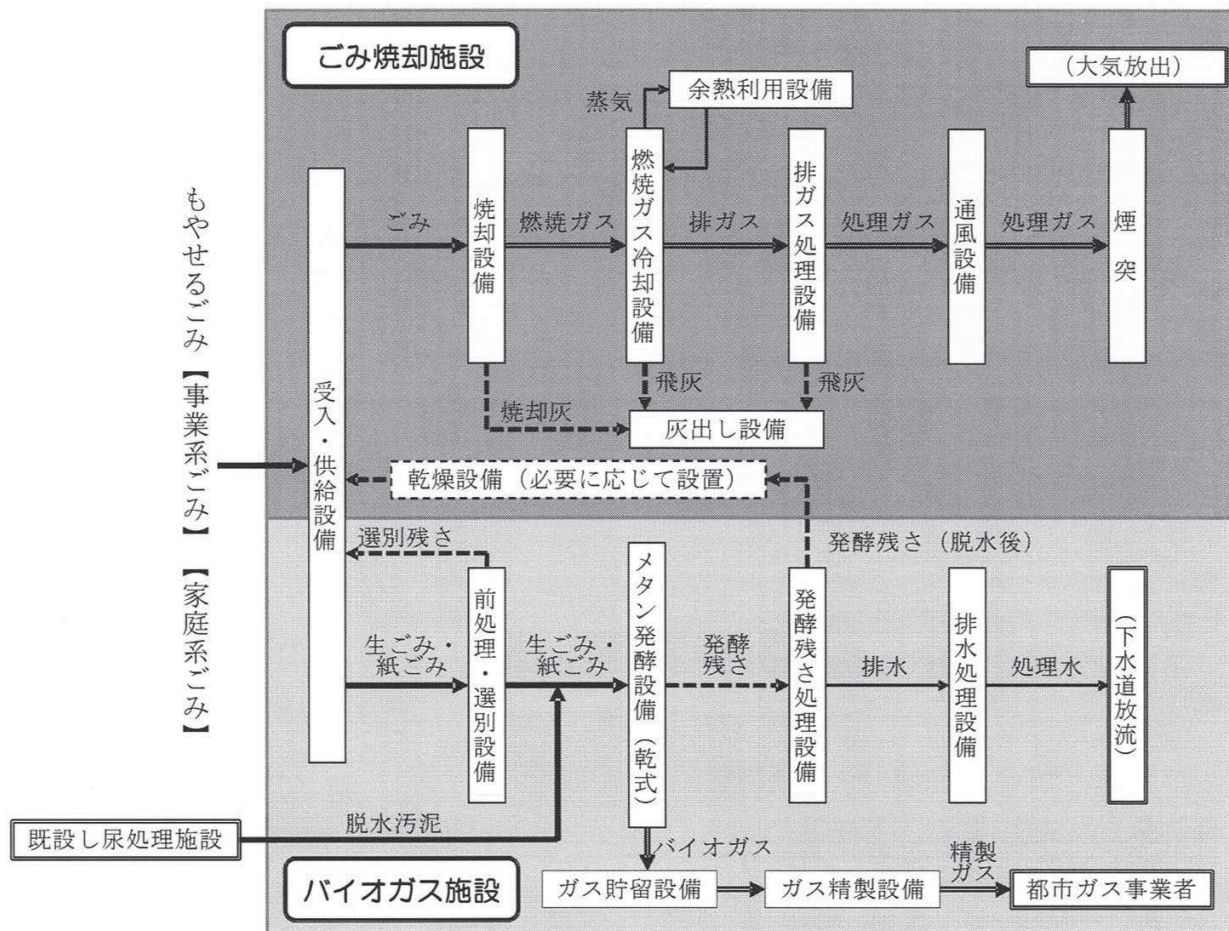 ごみ焼却施設
(大気放出)
余熱利用設備
蒸気
もやせるごみ【事業系ごみ】【家庭系ごみ】
受入・供給設備
ごみ
焼却設備
燃焼ガス
燃焼ガス冷却設備
排ガス
排ガス処理設備
処理ガス
通風設備
処理ガス
煙突
焼却灰
飛灰
飛灰
灰出し設備
乾燥設備(必要に応じて設置)
選別残さ
発酵残さ(脱水後)
生ごみ・
紙ごみ
前処理・選別設備
生ごみ・
紙ごみ
メタン発酵設備(乾式)
発酵
残さ
発酵残さ処理設備
排水
排水処理設備
処理水
(下水道放流)
既設し尿処理施設
脱水汚泥
バイオガス
バイオガス施設
ガス貯留設備
ガス精製設備
精製
ガス
都市ガス事業者